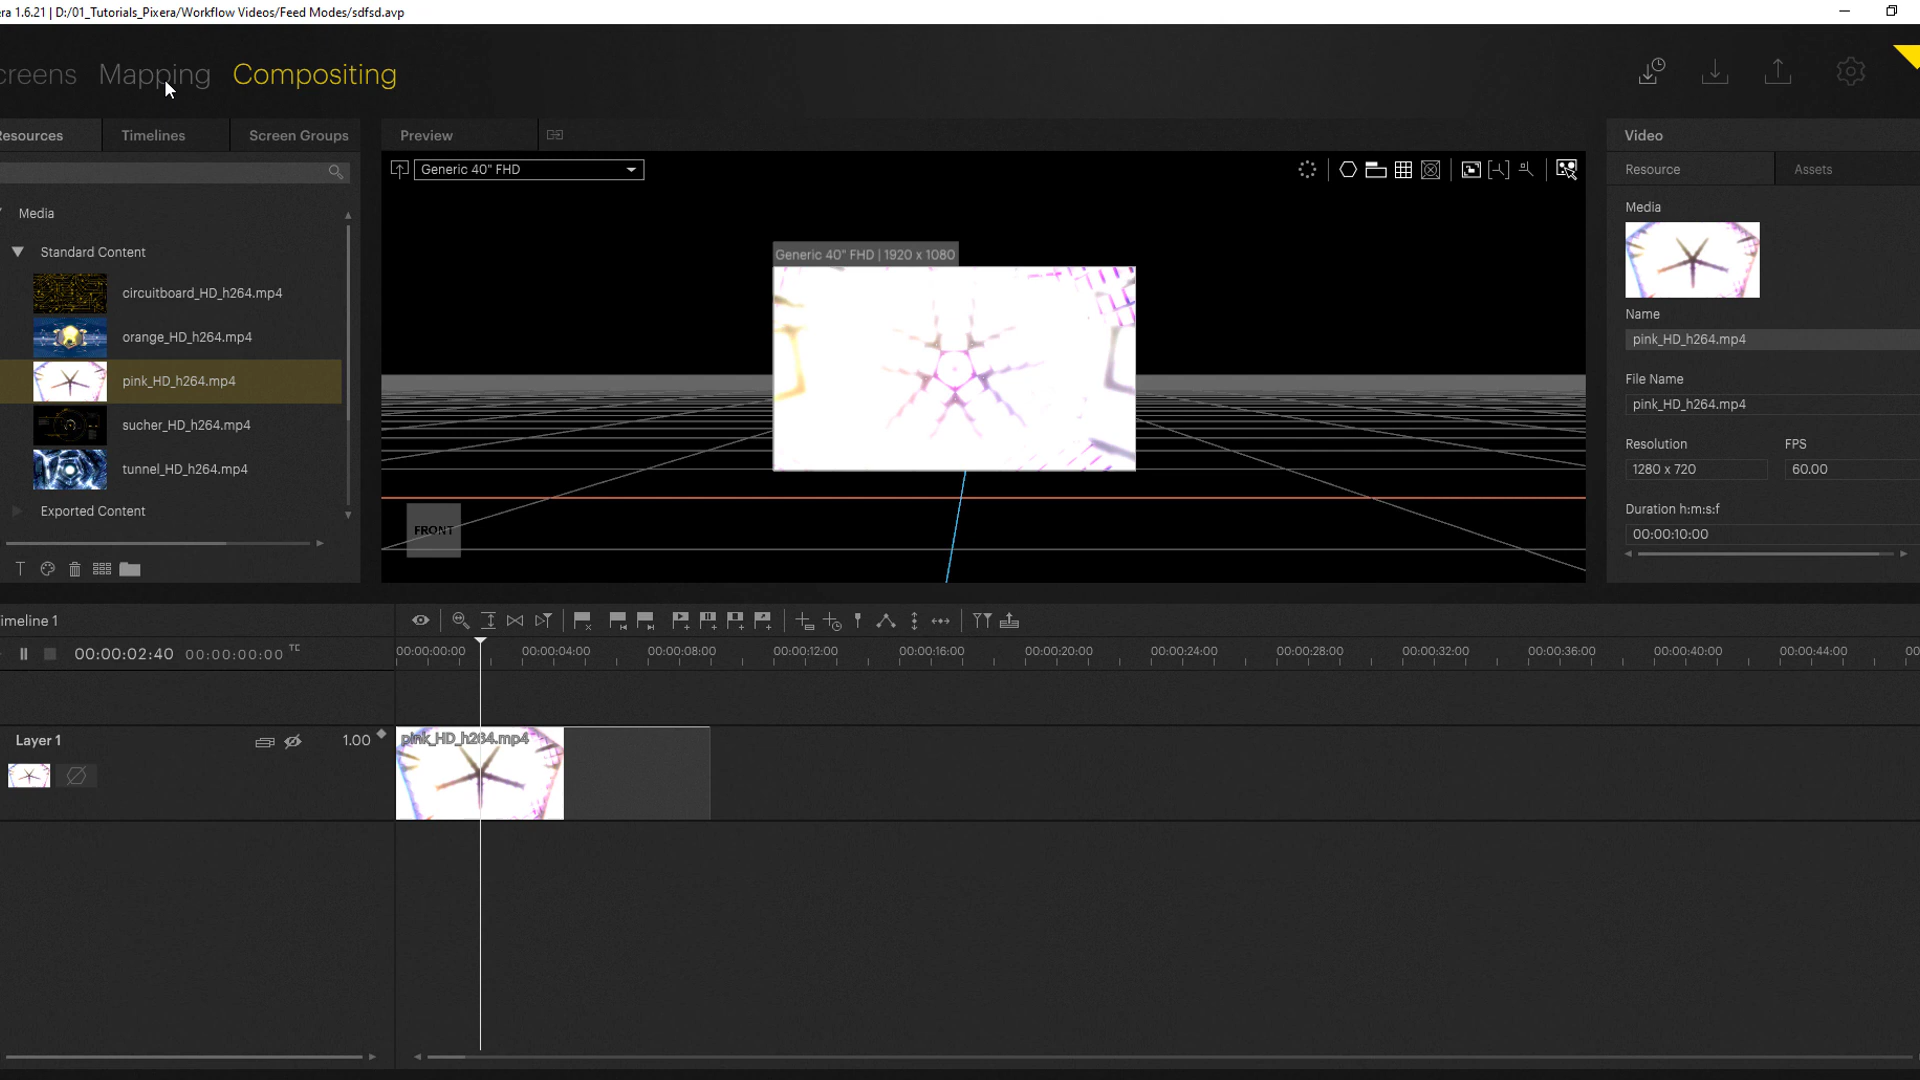 era 1.6.21 | D:/01_Tutorials_Pixera/Workflow Videos/Feed Modes/sdfsd.avp
creens Mapping Compositing
Resources Timelines Screen Groups Preview Video
Generic 40" FHD Resource Assets
Media Media
Standard Content Generic 40" FHD | 1920 x 1080
circuitboard_HD_h264.mp4 Name
orange_HD_h264.mp4 pink_HD_h264.mp4
pink_HD_h264.mp4 File Name
pink_HD_h264.mp4
sucher_HD_h264.mp4 Resolution FPS
tunnel_HD_h264.mp4 1280 x 720 60.00
Exported Content Duration h:m:s:f
FRONT 00:00:10:00
T
imeline 1
00:00:02:40 00:00:00:00 TC 00:00:00:00 00:00:04:00 00:00:08:00 00:00:12:00 00:00:16:00 00:00:20:00 00:00:24:00 00:00:28:00 00:00:32:00 00:00:36:00 00:00:40:00 00:00:44:00 00
Layer 1 1.00 pink_HD_h264.mp4